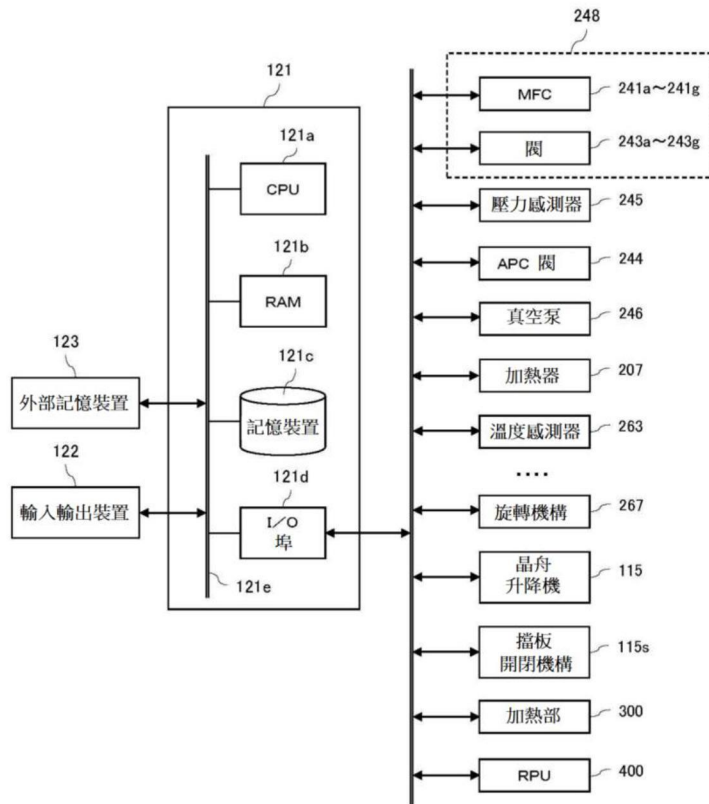 248
MFC 241a～241g
閥 243a～243g
壓力感測器 245
APC 閥 244
真空泵 246
加熱器 207
溫度感測器 263
....
旋轉機構 267
晶舟
升降機 115
擋板
開閉機構 115s
加熱部 300
RPU 400
121
121a
CPU
121b
RAM
121c
記憶裝置
121d
I／O
埠
121e
123
外部記憶裝置
122
輸入輸出裝置